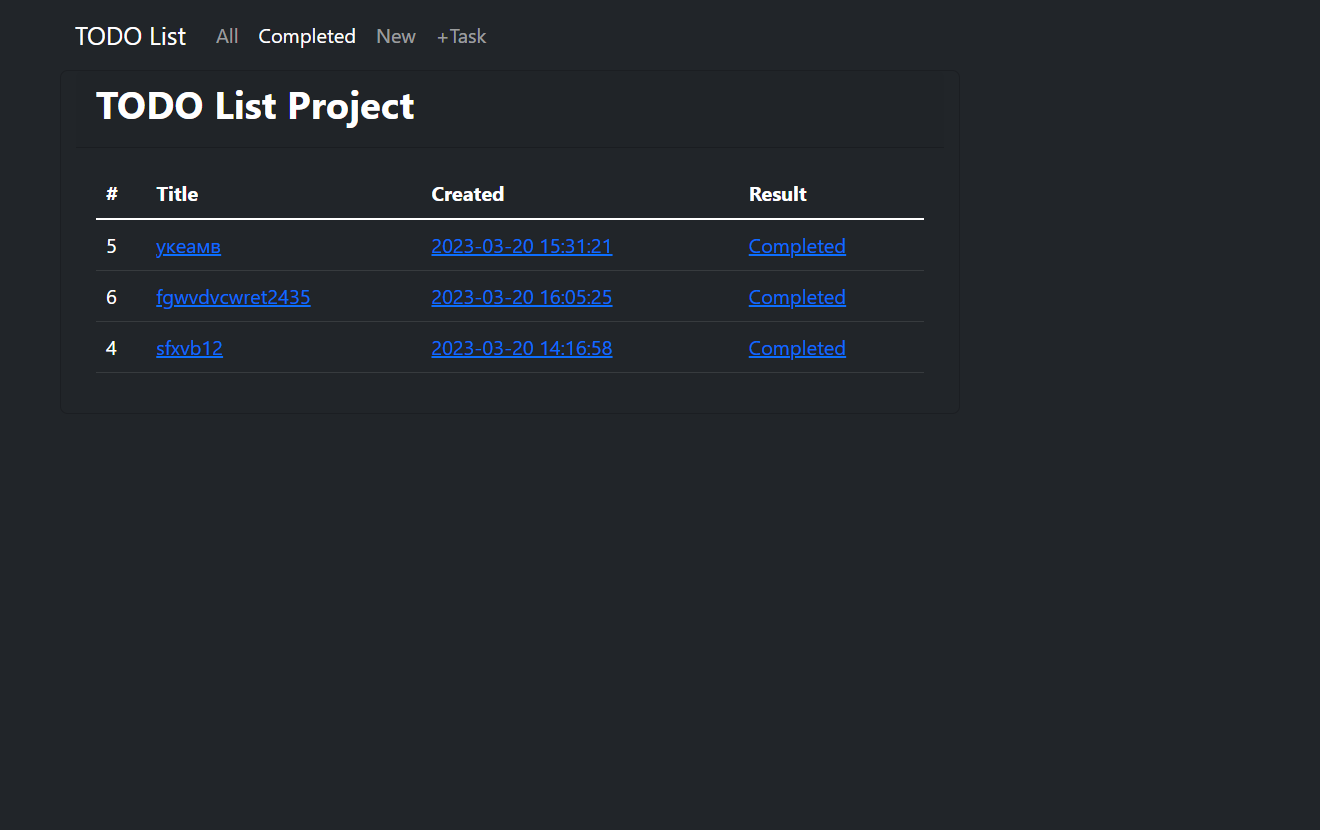 TODO List All Completed New +Task
TODO List Project
# Title Created Result
5 укеамв 2023-03-20 15:31:21 Completed
6 fgwvdvcwret2435 2023-03-20 16:05:25 Completed
4 sfxvb12 2023-03-20 14:16:58 Completed